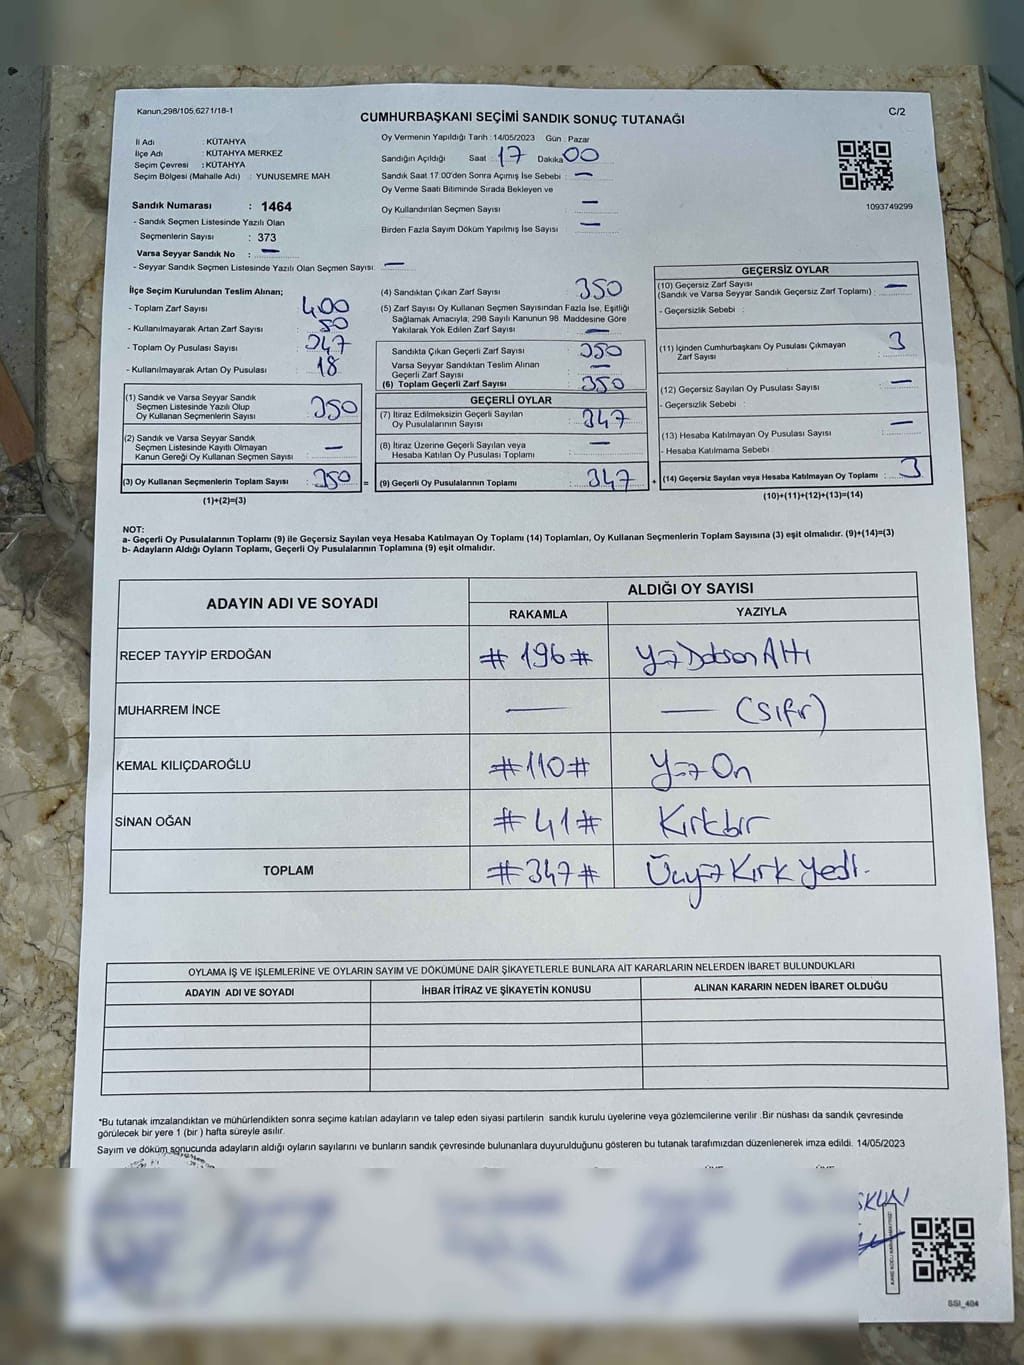 Kanun,298/105,6271/18-1
C/2
CUMHURBAŞKANI SEÇİMİ SANDIK SONUÇ TUTANAĞI
İl Adı : KÜTAHYA
İlçe Adı : KÜTAHYA MERKEZ
Seçim Çevresi : KÜTAHYA
Seçim Bölgesi (Mahalle Adı) : YUNUSEMRE MAH
Oy Vermenin Yapıldığı Tarih : 14/05/2023 Gün : Pazar
Sandığın Açıldığı Saat : 17 Dakika 00
Sandık Saat 17:00'den Sonra Açımış İse Sebebi : —
Oy Verme Saati Bitiminde Sırada Bekleyen ve
Oy Kullandırılan Seçmen Sayısı : —
Birden Fazla Sayım Döküm Yapılmış İse Sayısı : —
1093749299
Sandık Numarası : 1464
- Sandık Seçmen Listesinde Yazılı Olan
Seçmenlerin Sayısı : 373
Varsa Seyyar Sandık No : —
- Seyyar Sandık Seçmen Listesinde Yazılı Olan Seçmen Sayısı: —
İlçe Seçim Kurulundan Teslim Alınan;
- Toplam Zarf Sayısı : 400
- Kullanılmayarak Artan Zarf Sayısı : 50
- Toplam Oy Pusulası Sayısı : 347
- Kullanılmayarak Artan Oy Pusulası : 18
(1) Sandık ve Varsa Seyyar Sandık
Seçmen Listesinde Yazılı Olup
Oy Kullanan Seçmenlerin Sayısı : 350
(2) Sandık ve Varsa Seyyar Sandık
Seçmen Listesinde Kayıtlı Olmayan
Kanun Gereği Oy Kullanan Seçmen Sayısı : —
(3) Oy Kullanan Seçmenlerin Toplam Sayısı : 350 =
(1)+(2)=(3)
(4) Sandıktan Çıkan Zarf Sayısı : 350
(5) Zarf Sayısı Oy Kullanan Seçmen Sayısından Fazla İse, Eşitliği
Sağlamak Amacıyla, 298 Sayılı Kanunun 98. Maddesine Göre
Yakılarak Yok Edilen Zarf Sayısı : —
Sandıkta Çıkan Geçerli Zarf Sayısı : 350
Varsa Seyyar Sandıktan Teslim Alınan
Geçerli Zarf Sayısı : —
(6) Toplam Geçerli Zarf Sayısı : 350
GEÇERLİ OYLAR
(7) İtiraz Edilmeksizin Geçerli Sayılan
Oy Pusulalarının Sayısı : 347
(8) İtiraz Üzerine Geçerli Sayılan veya
Hesaba Katılan Oy Pusulası Toplamı : —
(9) Geçerli Oy Pusulalarının Toplamı : 347 +
GEÇERSİZ OYLAR
(10) Geçersiz Zarf Sayısı
(Sandık ve Varsa Seyyar Sandık Geçersiz Zarf Toplamı) : —
- Geçersizlik Sebebi :
(11) İçinden Cumhurbaşkanı Oy Pusulası Çıkmayan
Zarf Sayısı : 3
(12) Geçersiz Sayılan Oy Pusulası Sayısı : —
- Geçersizlik Sebebi :
(13) Hesaba Katılmayan Oy Pusulası Sayısı : —
- Hesaba Katılmama Sebebi :
(14) Geçersiz Sayılan veya Hesaba Katılmayan Oy Toplamı : 3
(10)+(11)+(12)+(13)=(14)
NOT:
a- Geçerli Oy Pusulalarının Toplamı (9) ile Geçersiz Sayılan veya Hesaba Katılmayan Oy Toplamı (14) Toplamları, Oy Kullanan Seçmenlerin Toplam Sayısına (3) eşit olmalıdır. (9)+(14)=(3)
b- Adayların Aldığı Oyların Toplamı, Geçerli Oy Pusulalarının Toplamına (9) eşit olmalıdır.
ADAYIN ADI VE SOYADI ALDIĞI OY SAYISI
RAKAMLA YAZIYLA
RECEP TAYYİP ERDOĞAN #196# Yüz Doksan Altı
MUHARREM İNCE — — (Sıfır)
KEMAL KILIÇDAROĞLU #110# Yüz On
SİNAN OĞAN #41# Kırkbir
TOPLAM #347# Üçyüz Kırk Yedi.
OYLAMA İŞ VE İŞLEMLERİNE VE OYLARIN SAYIM VE DÖKÜMÜNE DAİR ŞİKAYETLERLE BUNLARA AİT KARARLARIN NELERDEN İBARET BULUNDUKLARI
ADAYIN ADI VE SOYADI İHBAR İTİRAZ VE ŞİKAYETİN KONUSU ALINAN KARARIN NEDEN İBARET OLDUĞU
*Bu tutanak imzalandıktan ve mühürlendikten sonra seçime katılan adayların ve talep eden siyasi partilerin sandık kurulu üyelerine veya gözlemcilerine verilir .Bir nüshası da sandık çevresinde
görülecek bir yere 1 (bir ) hafta süreyle asılır.
Sayım ve döküm sonucunda adayların aldığı oyların sayılarını ve bunların sandık çevresinde bulunanlara duyurulduğunu gösteren bu tutanak tarafımızdan düzenlenerek imza edildi. 14/05/2023
SSI_404